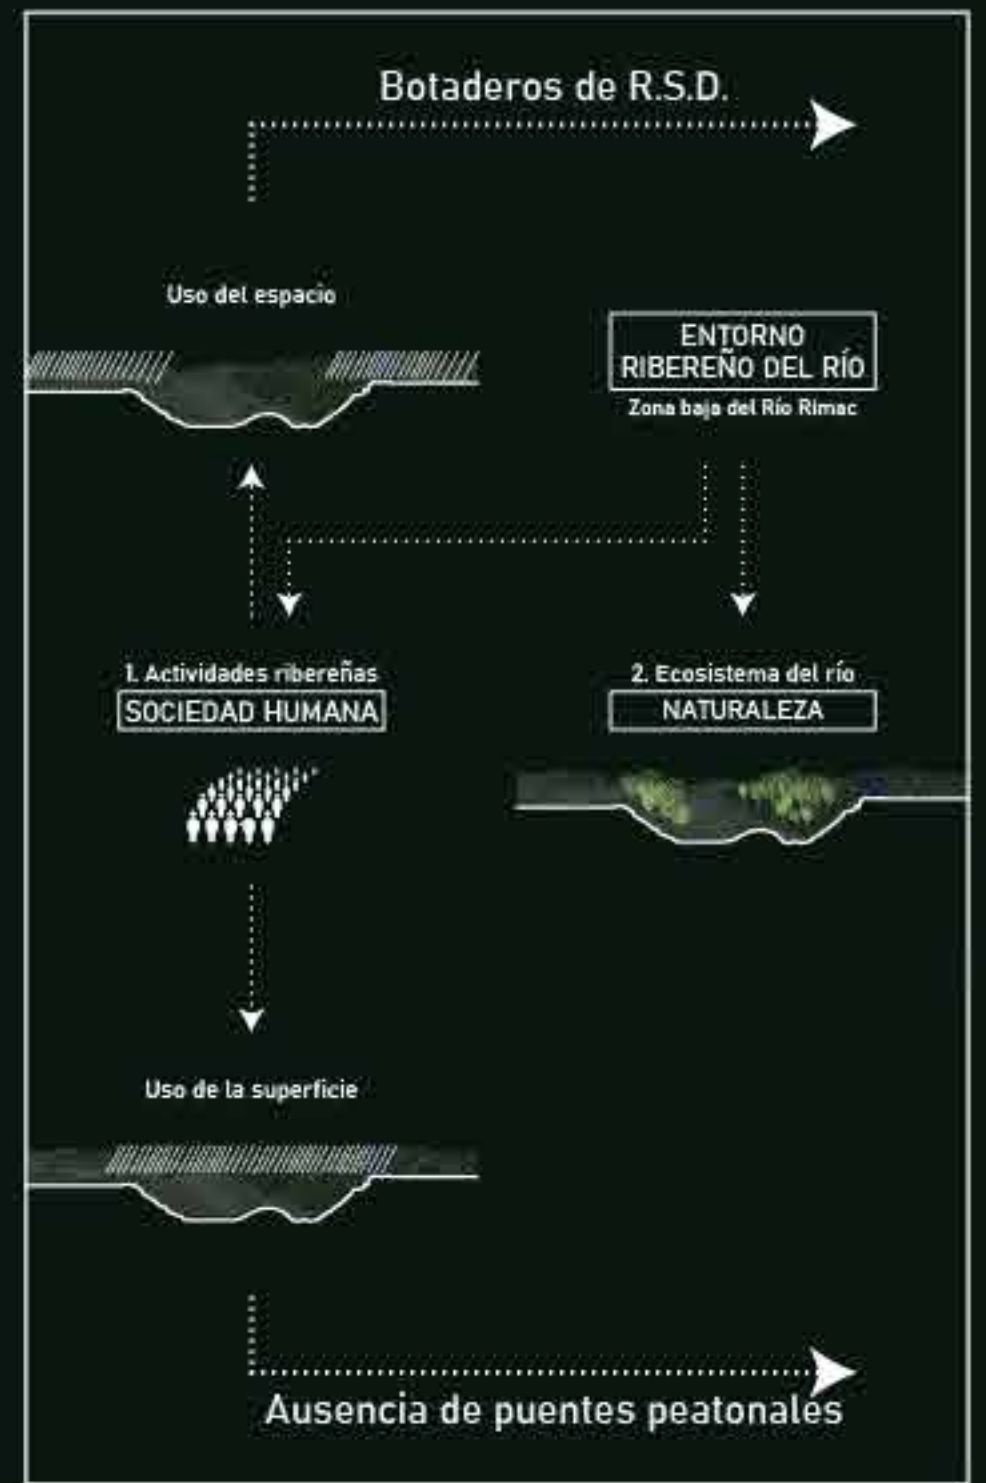 Botaderos de R.S.D.
Uso del espacio
ENTORNO
RIBEREÑO DEL RÍO
Zona baja del Río Rimac
1. Actividades ribereñas
SOCIEDAD HUMANA
2. Ecosistema del río
NATURALEZA
Uso de la superficie
Ausencia de puentes peatonales